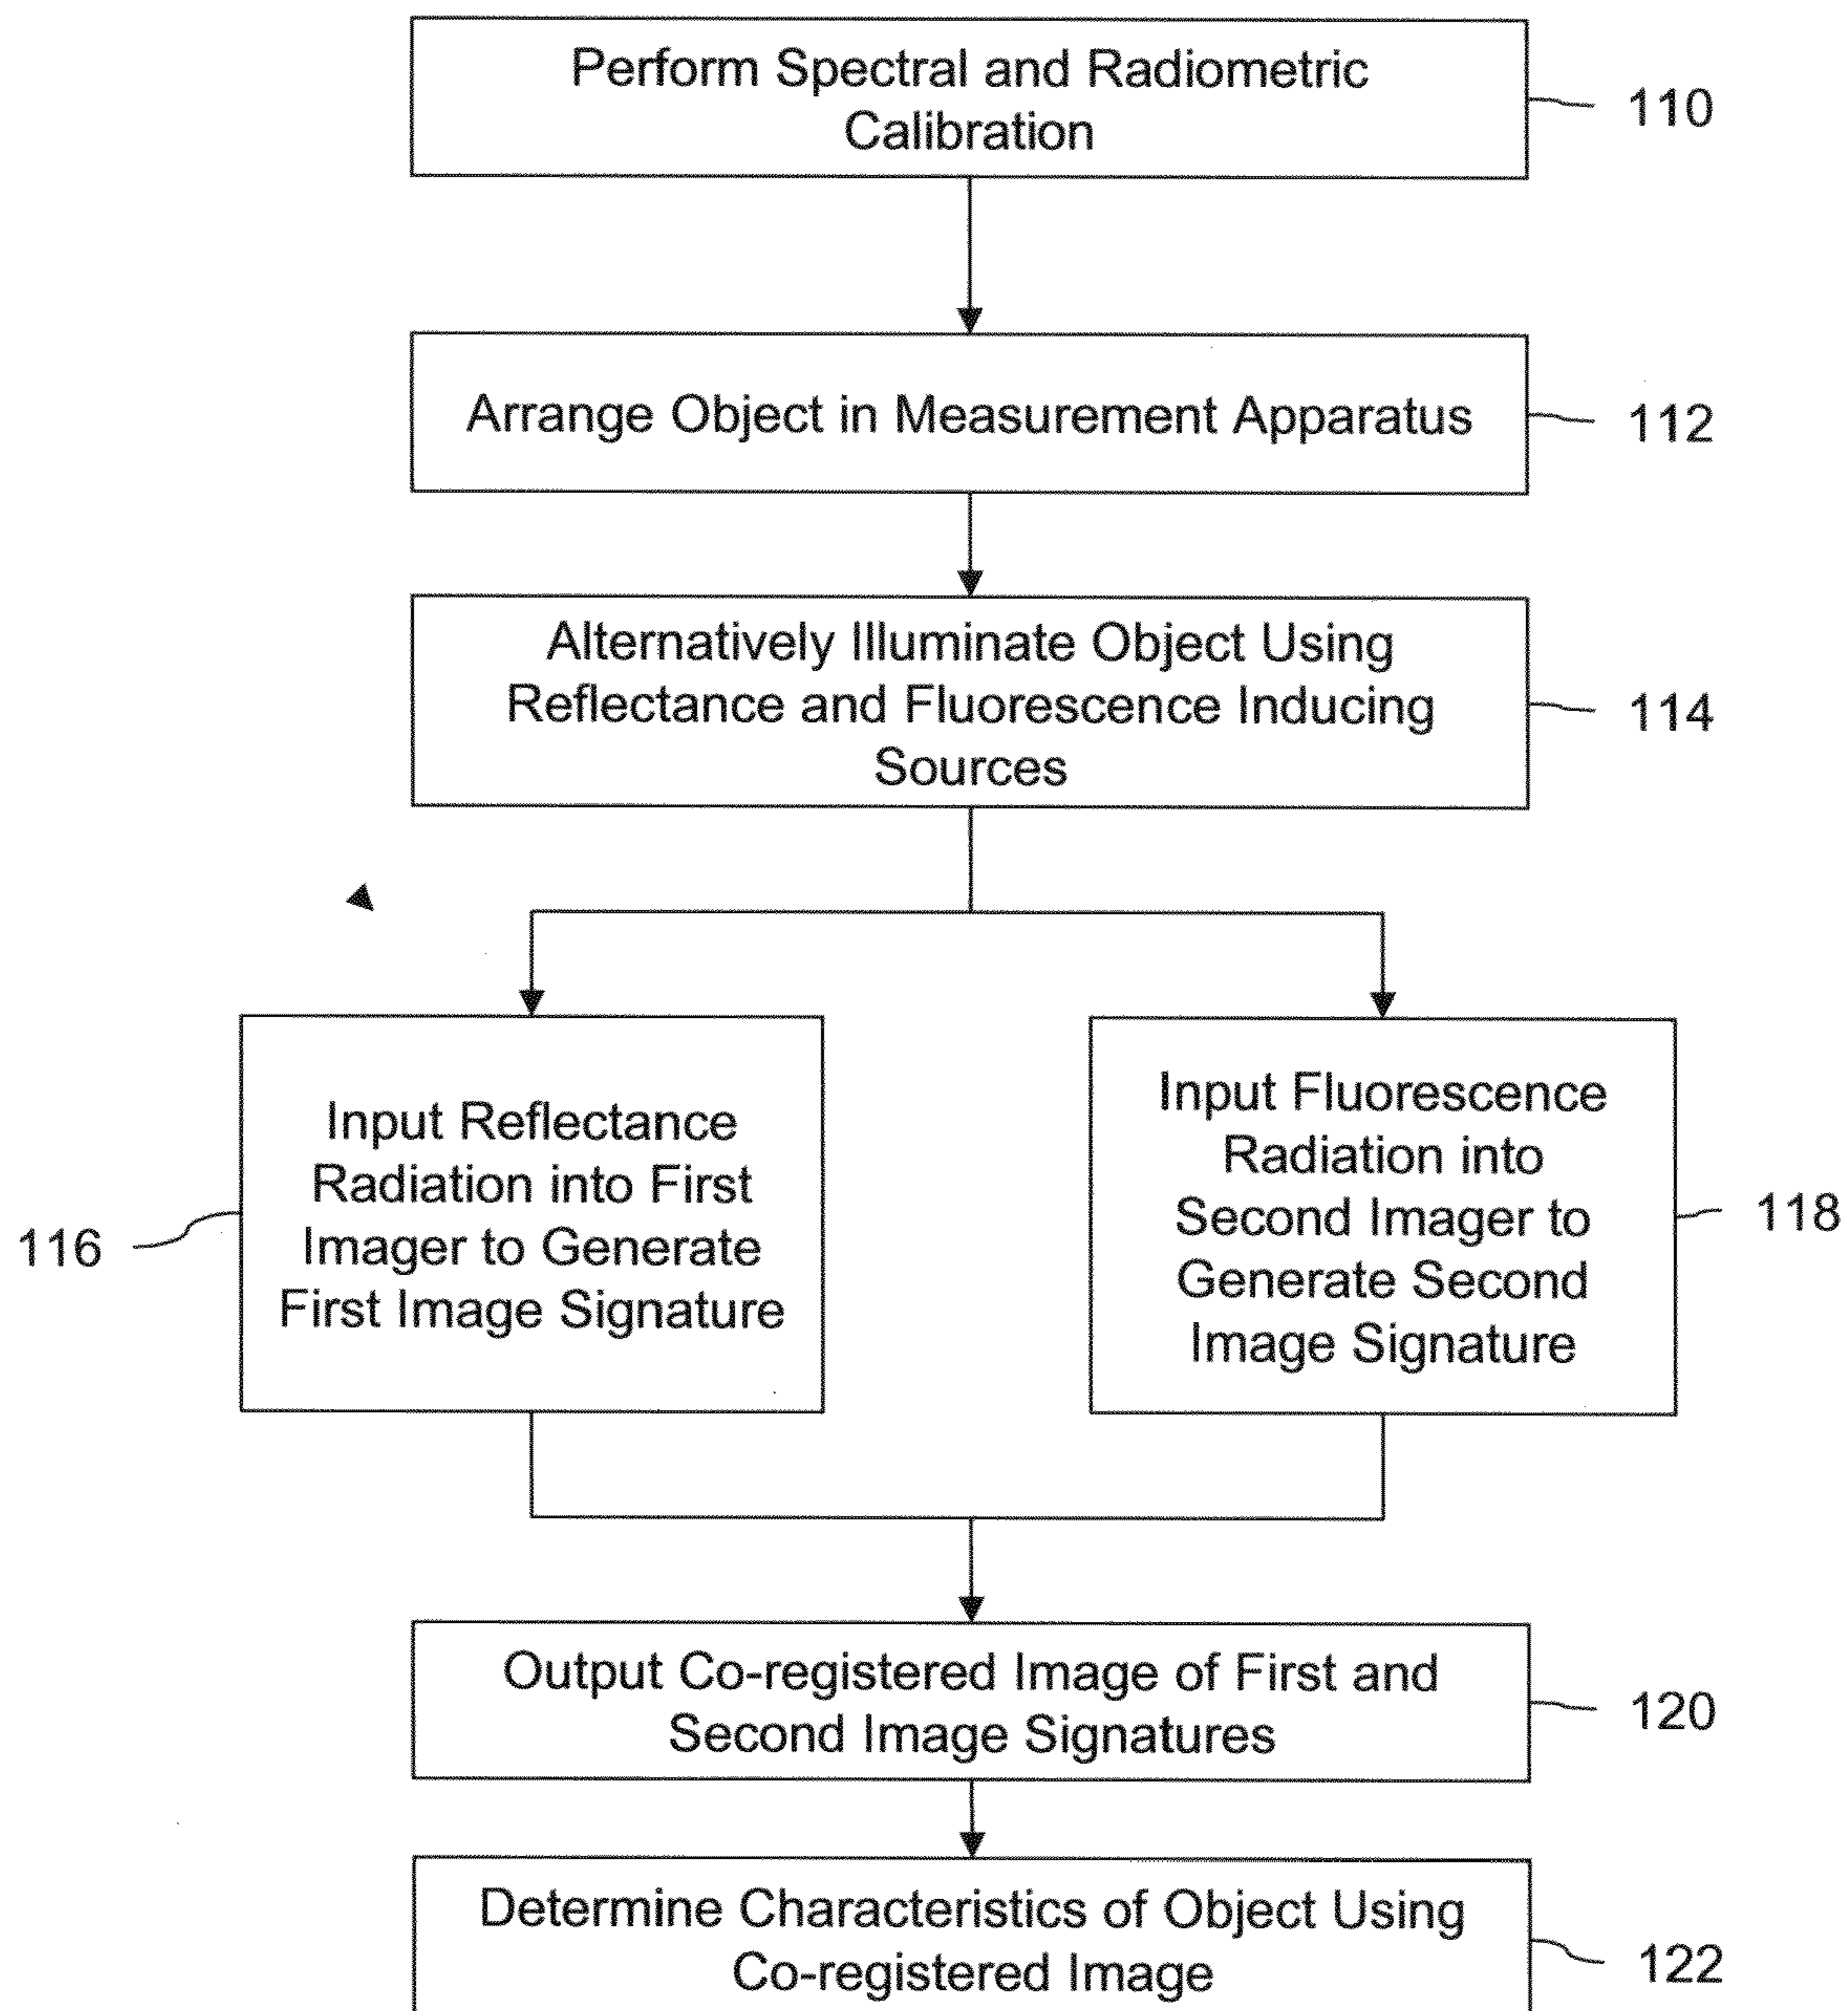 Perform Spectral and Radiometric
Calibration
110
Arrange Object in Measurement Apparatus
112
Alternatively Illuminate Object Using
Reflectance and Fluorescence Inducing
Sources
114
Input Reflectance
Radiation into First
Imager to Generate
First Image Signature
116
Input Fluorescence
Radiation into
Second Imager to
Generate Second
Image Signature
118
Output Co-registered Image of First and
Second Image Signatures
120
Determine Characteristics of Object Using
Co-registered Image
122